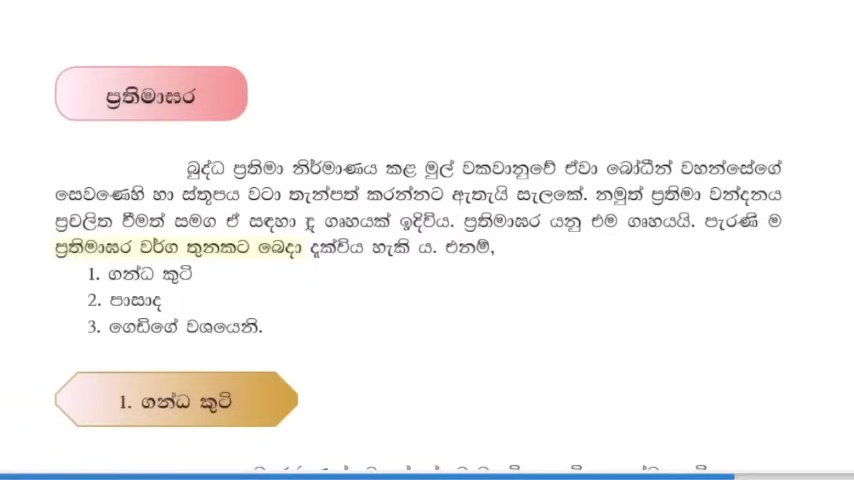 ප්‍රතිමාඝර
බුද්ධ ප්‍රතිමා නිර්මාණය කළ මුල් වකවානුවේ ඒවා බෝධීන් වහන්සේගේ
සෙවණෙහි හා ස්තූපය වටා තැන්පත් කරන්නට ඇතැයි සැලකේ. නමුත් ප්‍රතිමා වන්දනය
ප්‍රචලිත වීමත් සමග ඒ සඳහා ද ගෘහයක් ඉදිවිය. ප්‍රතිමාඝර යනු එම ගෘහයයි. පැරණි ම
ප්‍රතිමාඝර වර්ග තුනකට බෙදා දැක්විය හැකි ය. එනම්,
1. ගන්ධ කුටි
2. පාසාද
3. ගෙඩිගේ වශයෙනි.
1. ගන්ධ කුටි